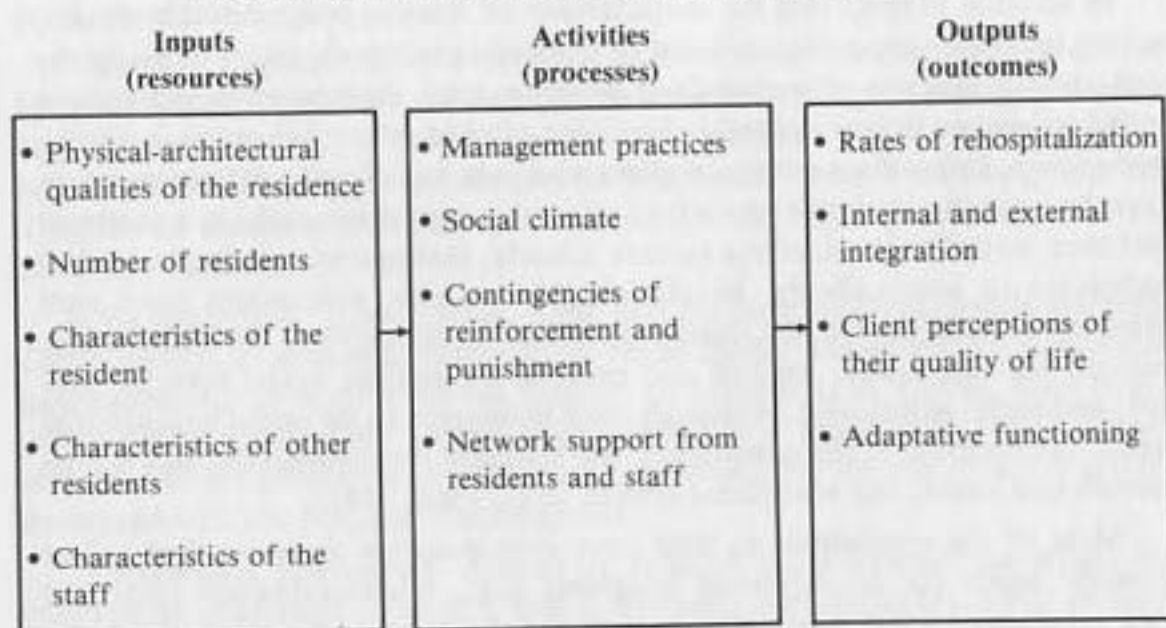 Inputs
(resources)
• Physical-architectural
qualities of the residence
• Number of residents
• Characteristics of the
resident
• Characteristics of other
residents
• Characteristics of the
staff
Activities
(processes)
• Management practices
• Social climate
• Contingencies of
reinforcement and
punishment
• Network support from
residents and staff
Outputs
(outcomes)
• Rates of rehospitalization
• Internal and external
integration
• Client perceptions of
their quality of life
• Adaptative functioning